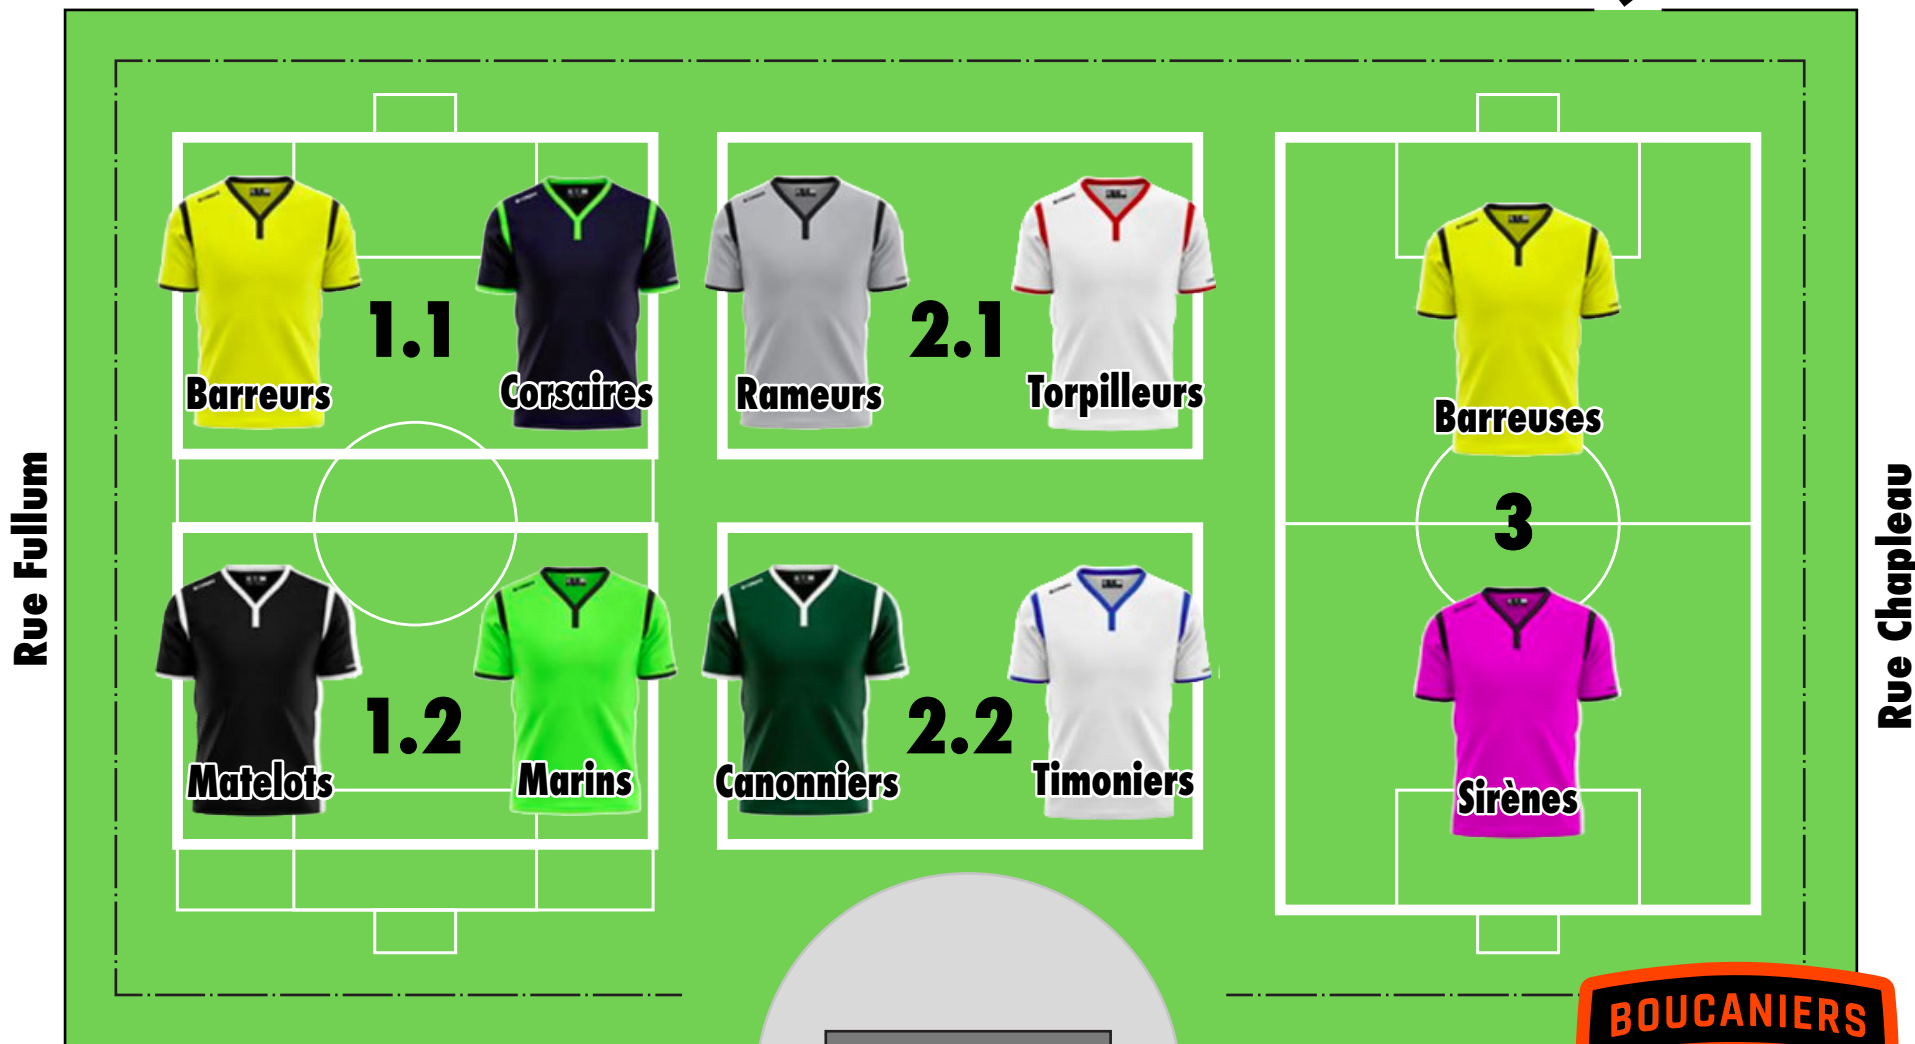 Barreurs
1.1
Corsaires
Rameurs
2.1
Torpilleurs
Barreuses
Rue Fullum
3
Rue Chapleau
Matelots
1.2
Marins
Canonniers
2.2
Timoniers
Sirènes
BOUCANIERS